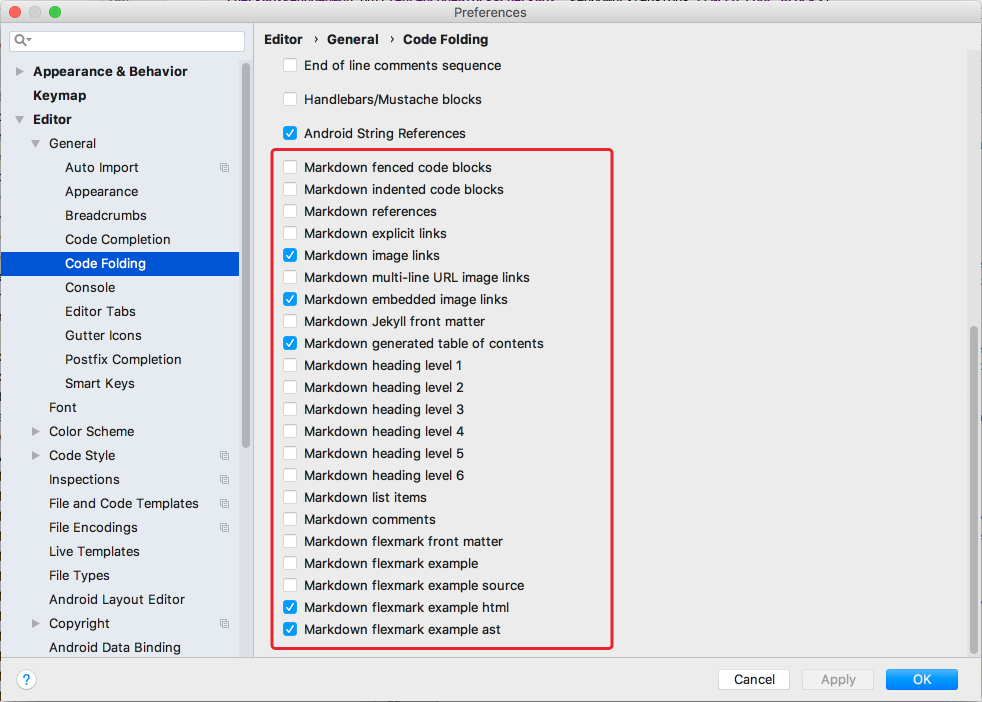 Preferences
Editor › General › Code Folding
Appearance & Behavior
Keymap
Editor
General
Auto Import
Appearance
Breadcrumbs
Code Completion
Code Folding
Console
Editor Tabs
Gutter Icons
Postfix Completion
Smart Keys
Font
Color Scheme
Code Style
Inspections
File and Code Templates
File Encodings
Live Templates
File Types
Android Layout Editor
Copyright
Android Data Binding
End of line comments sequence
Handlebars/Mustache blocks
Android String References
Markdown fenced code blocks
Markdown indented code blocks
Markdown references
Markdown explicit links
Markdown image links
Markdown multi-line URL image links
Markdown embedded image links
Markdown Jekyll front matter
Markdown generated table of contents
Markdown heading level 1
Markdown heading level 2
Markdown heading level 3
Markdown heading level 4
Markdown heading level 5
Markdown heading level 6
Markdown list items
Markdown comments
Markdown flexmark front matter
Markdown flexmark example
Markdown flexmark example source
Markdown flexmark example html
Markdown flexmark example ast
?
Cancel
Apply
OK